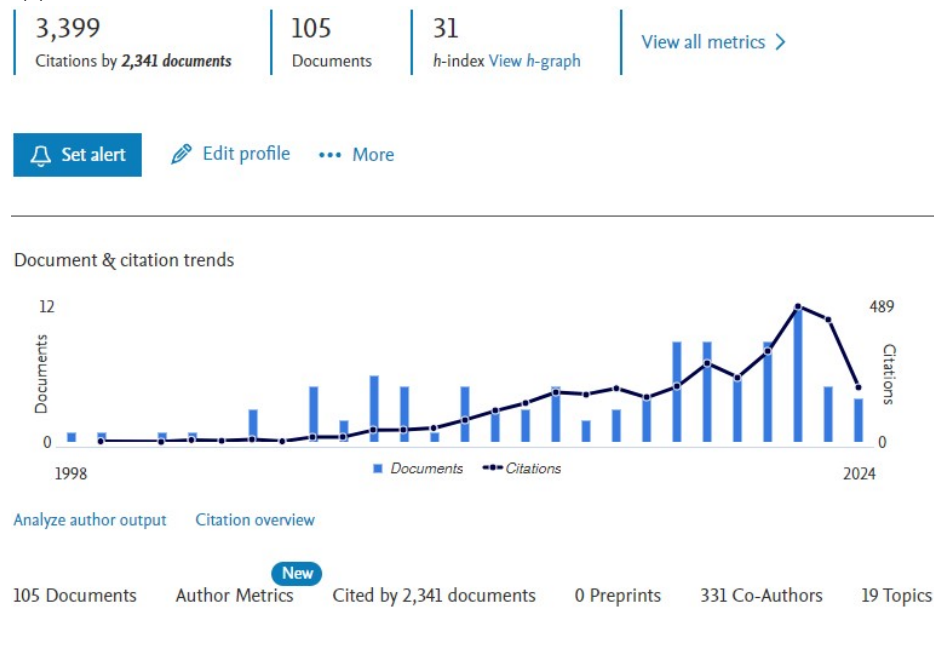 3,399
Citations by 2,341 documents
105
Documents
31
h-index View h-graph
View all metrics
Set alert
Edit profile
More
Document & citation trends
12
0
Documents
489
0
Citations
1998
2024
Documents
Citations
Analyze author output
Citation overview
New
105 Documents
Author Metrics
Cited by 2,341 documents
0 Preprints
331 Co-Authors
19 Topics